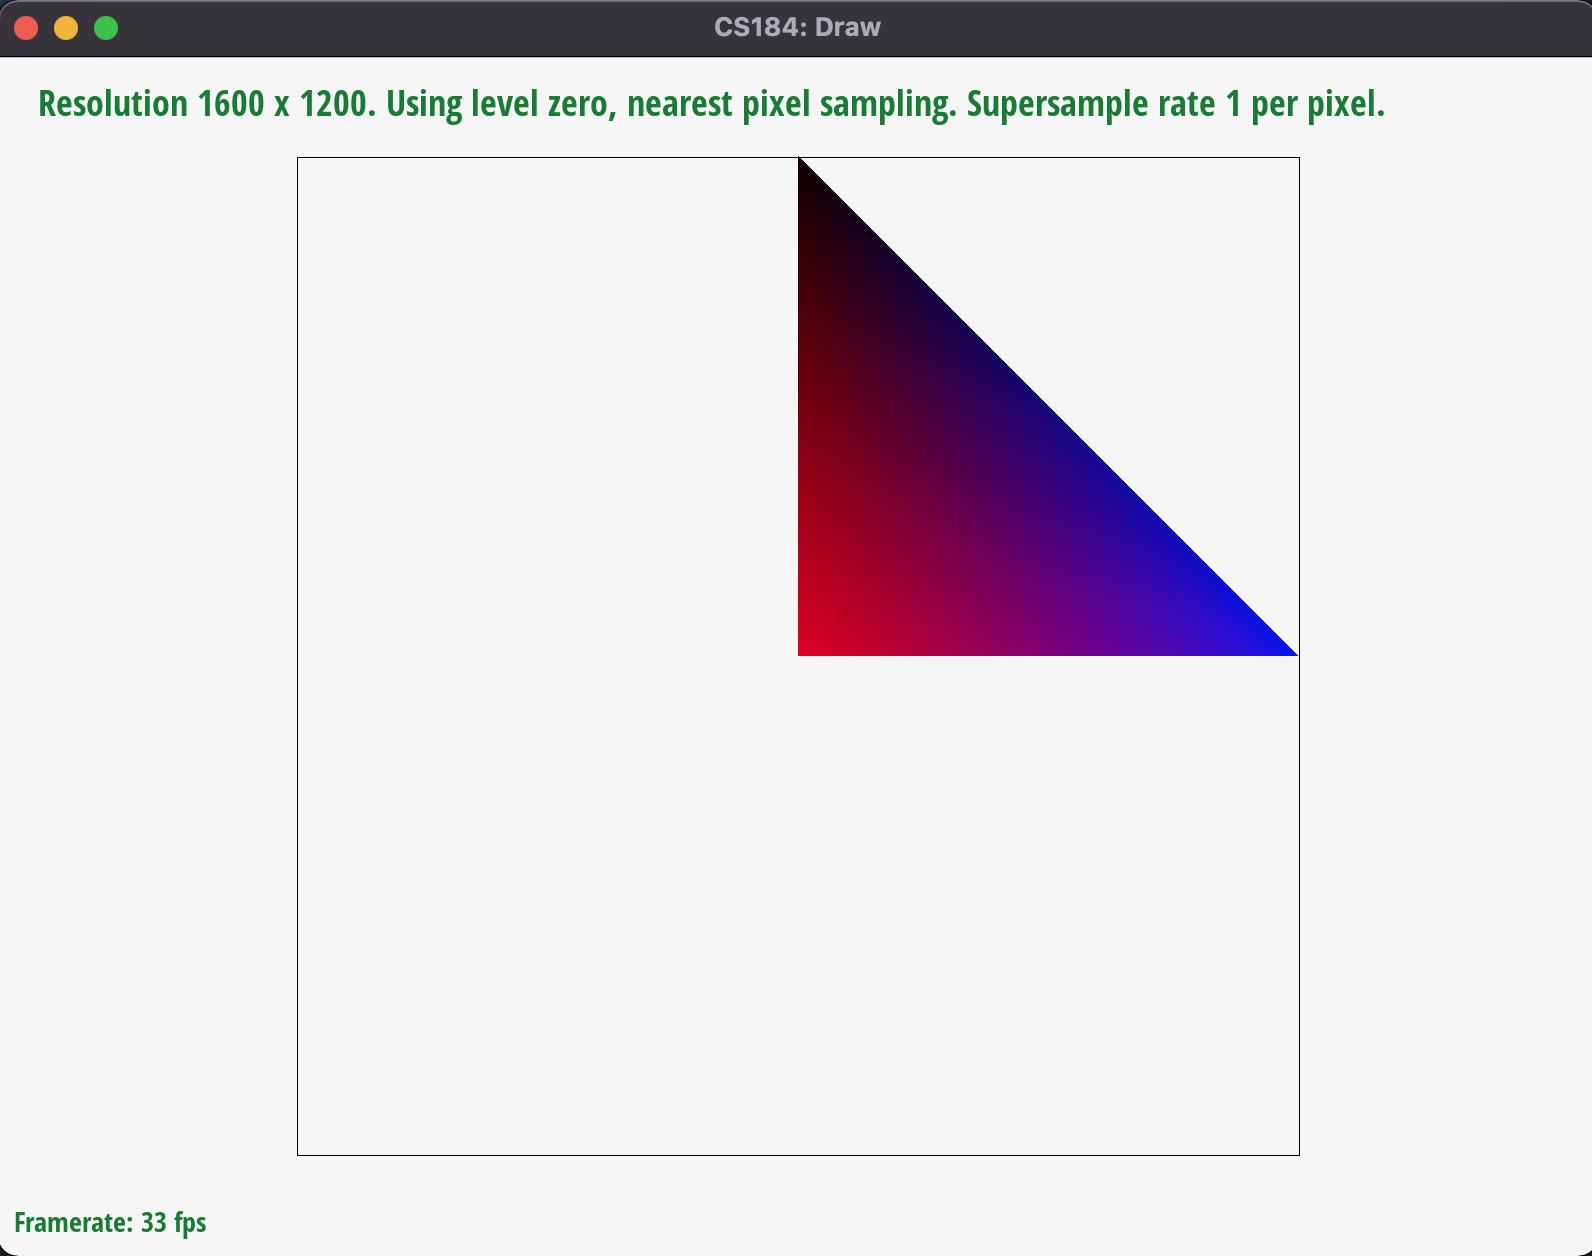 CS184: Draw
Resolution 1600 x 1200. Using level zero, nearest pixel sampling. Supersample rate 1 per pixel.
Framerate: 33 fps